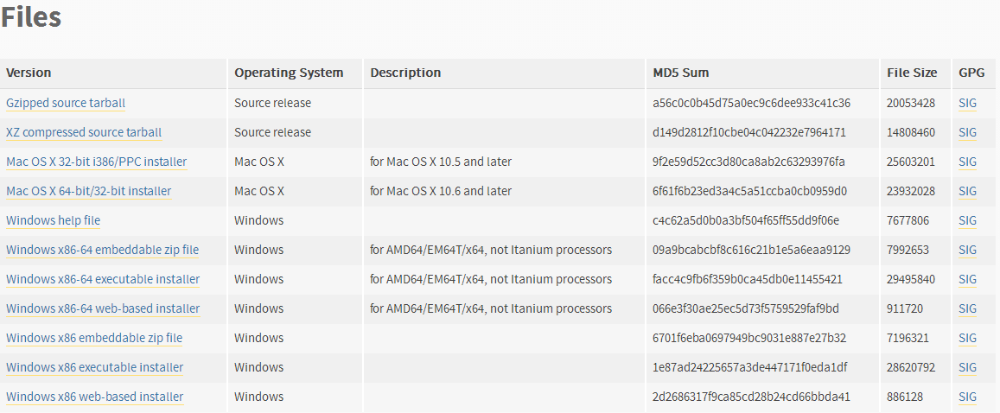 Files
Version Operating System Description MD5 Sum File Size GPG
Gzipped source tarball Source release a56c0c0b45d75a0ec9c6dee933c41c36 20053428 SIG
XZ compressed source tarball Source release d149d2812f10cbe04c042232e7964171 14808460 SIG
Mac OS X 32-bit i386/PPC installer Mac OS X for Mac OS X 10.5 and later 9f2e59d52cc3d80ca8ab2c63293976fa 25603201 SIG
Mac OS X 64-bit/32-bit installer Mac OS X for Mac OS X 10.6 and later 6f61f6b23ed3a4c5a51ccba0cb0959d0 23932028 SIG
Windows help file Windows c4c62a5d0b0a3bf504f65ff55dd9f06e 7677806 SIG
Windows x86-64 embeddable zip file Windows for AMD64/EM64T/x64, not Itanium processors 09a9bcabcbf8c616c21b1e5a6eaa9129 7992653 SIG
Windows x86-64 executable installer Windows for AMD64/EM64T/x64, not Itanium processors facc4c9fb6f359b0ca45db0e11455421 29495840 SIG
Windows x86-64 web-based installer Windows for AMD64/EM64T/x64, not Itanium processors 066e3f30ae25ec5d73f5759529faf9bd 911720 SIG
Windows x86 embeddable zip file Windows 6701f6eba0697949bc9031e887e27b32 7196321 SIG
Windows x86 executable installer Windows 1e87ad24225657a3de447171f0eda1df 28620792 SIG
Windows x86 web-based installer Windows 2d2686317f9ca85cd28b24cd66bbda41 886128 SIG